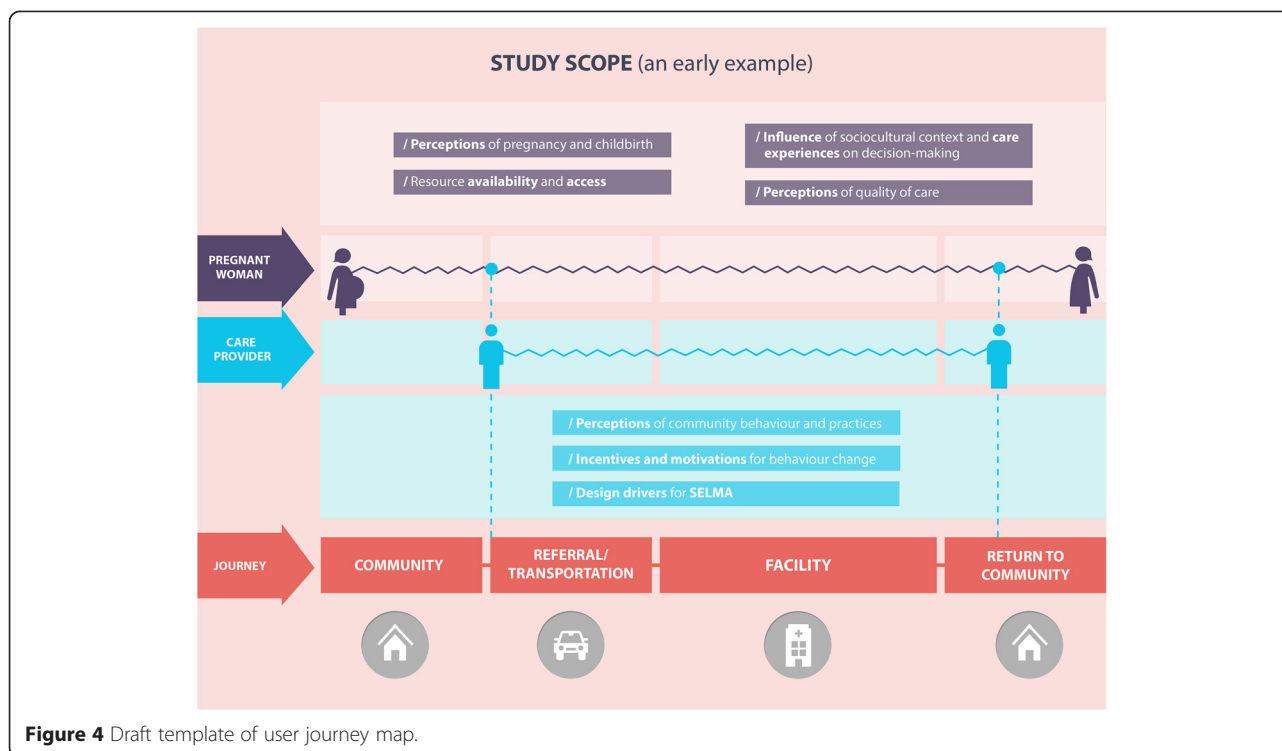 STUDY SCOPE (an early example)
/ Perceptions of pregnancy and childbirth
/ Resource availability and access
/ Influence of sociocultural context and care
experiences on decision-making
/ Perceptions of quality of care
PREGNANT
WOMAN
CARE
PROVIDER
/ Perceptions of community behaviour and practices
/ Incentives and motivations for behaviour change
/ Design drivers for SELMA
JOURNEY
COMMUNITY
REFERRAL/
TRANSPORTATION
FACILITY
RETURN TO
COMMUNITY
Figure 4 Draft template of user journey map.